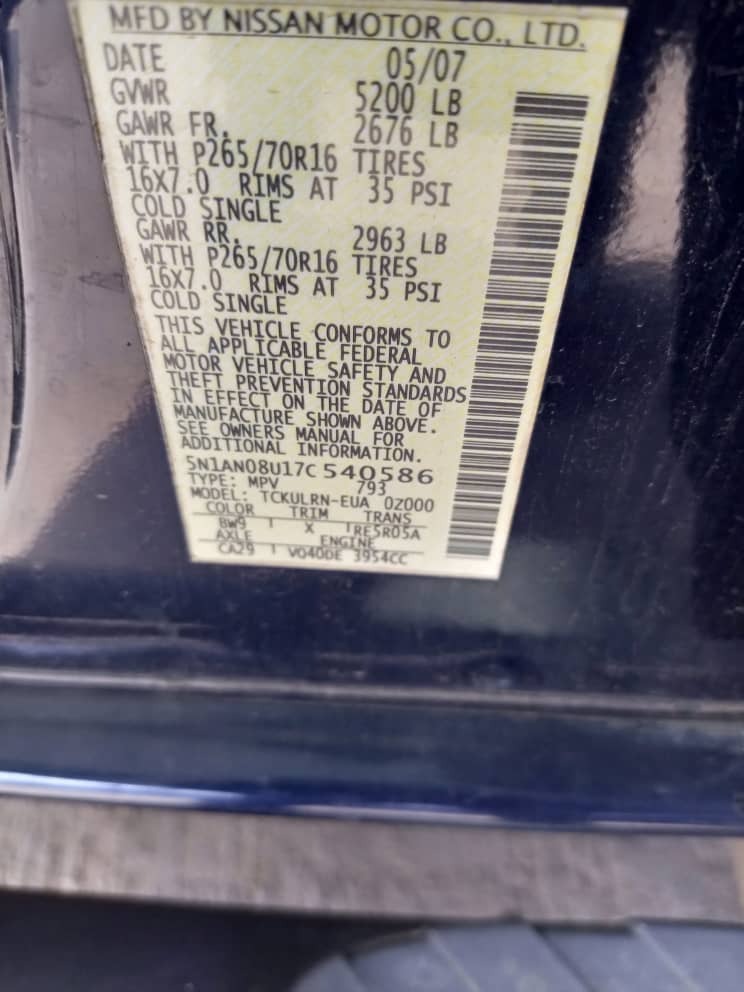 MFD BY NISSAN MOTOR CO., LTD.
DATE 05/07
GVWR 5200 LB
GAWR FR. 2676 LB
WITH P265/70R16 TIRES
16X7.0 RIMS AT 35 PSI
COLD SINGLE
GAWR RR. 2963 LB
WITH P265/70R16 TIRES
16X7.0 RIMS AT 35 PSI
COLD SINGLE
THIS VEHICLE CONFORMS TO
ALL APPLICABLE FEDERAL
MOTOR VEHICLE SAFETY AND
THEFT PREVENTION STANDARDS
IN EFFECT ON THE DATE OF
MANUFACTURE SHOWN ABOVE.
SEE OWNERS MANUAL FOR
ADDITIONAL INFORMATION.
5N1AN08U17C540586
TYPE: MPV 793
MODEL: TCKULRN-EUA 0Z000
COLOR TRIM TRANS
BW9 X RE5R05A
AXLE ENGINE
CA29 VQ40DE 3954CC